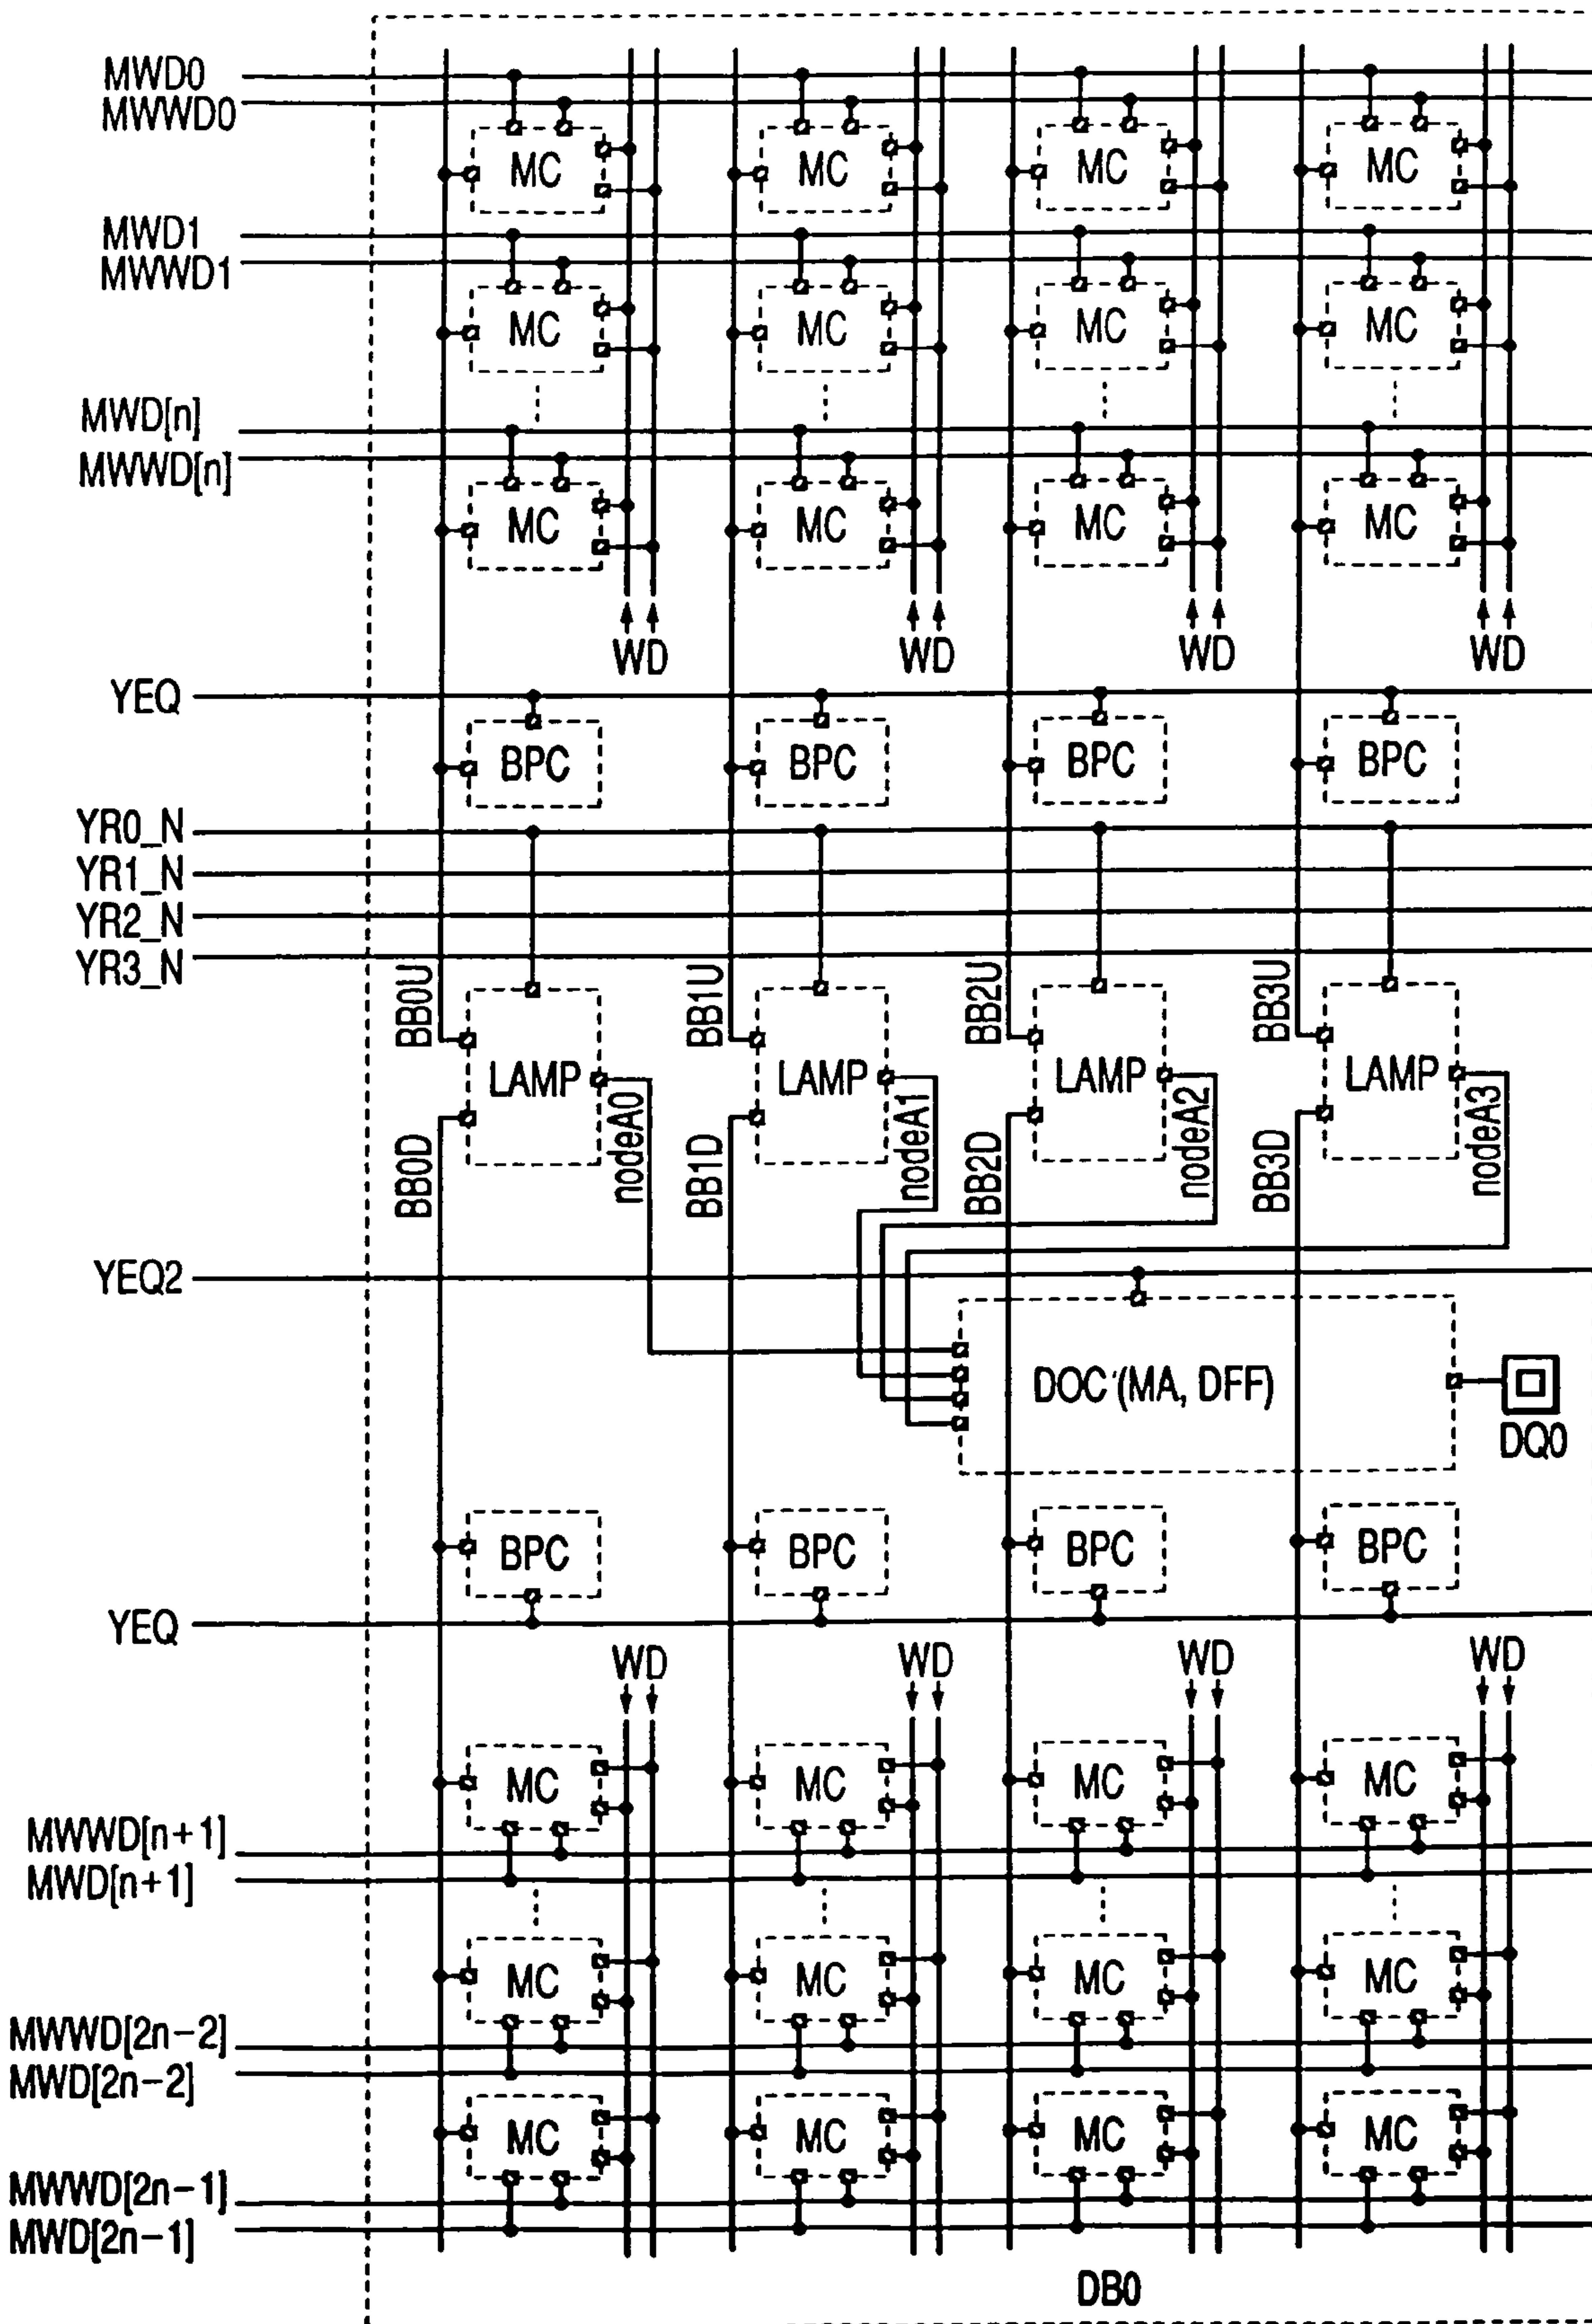 MWD0
MWWD0
MC MC MC MC
MWD1
MWWD1
MC MC MC MC
MWD[n]
MWWD[n]
MC MC MC MC
WD WD WD WD
YEQ
BPC BPC BPC BPC
YR0_N
YR1_N
YR2_N
YR3_N
BB0U BB1U BB2U BB3U
LAMP LAMP LAMP LAMP
nodeA0 nodeA1 nodeA2 nodeA3
BB0D BB1D BB2D BB3D
YEQ2
DOC (MA, DFF)
DQ0
BPC BPC BPC BPC
YEQ
WD WD WD WD
MC MC MC MC
MWWD[n+1]
MWD[n+1]
MC MC MC MC
MWWD[2n-2]
MWD[2n-2]
MC MC MC MC
MWWD[2n-1]
MWD[2n-1]
DB0